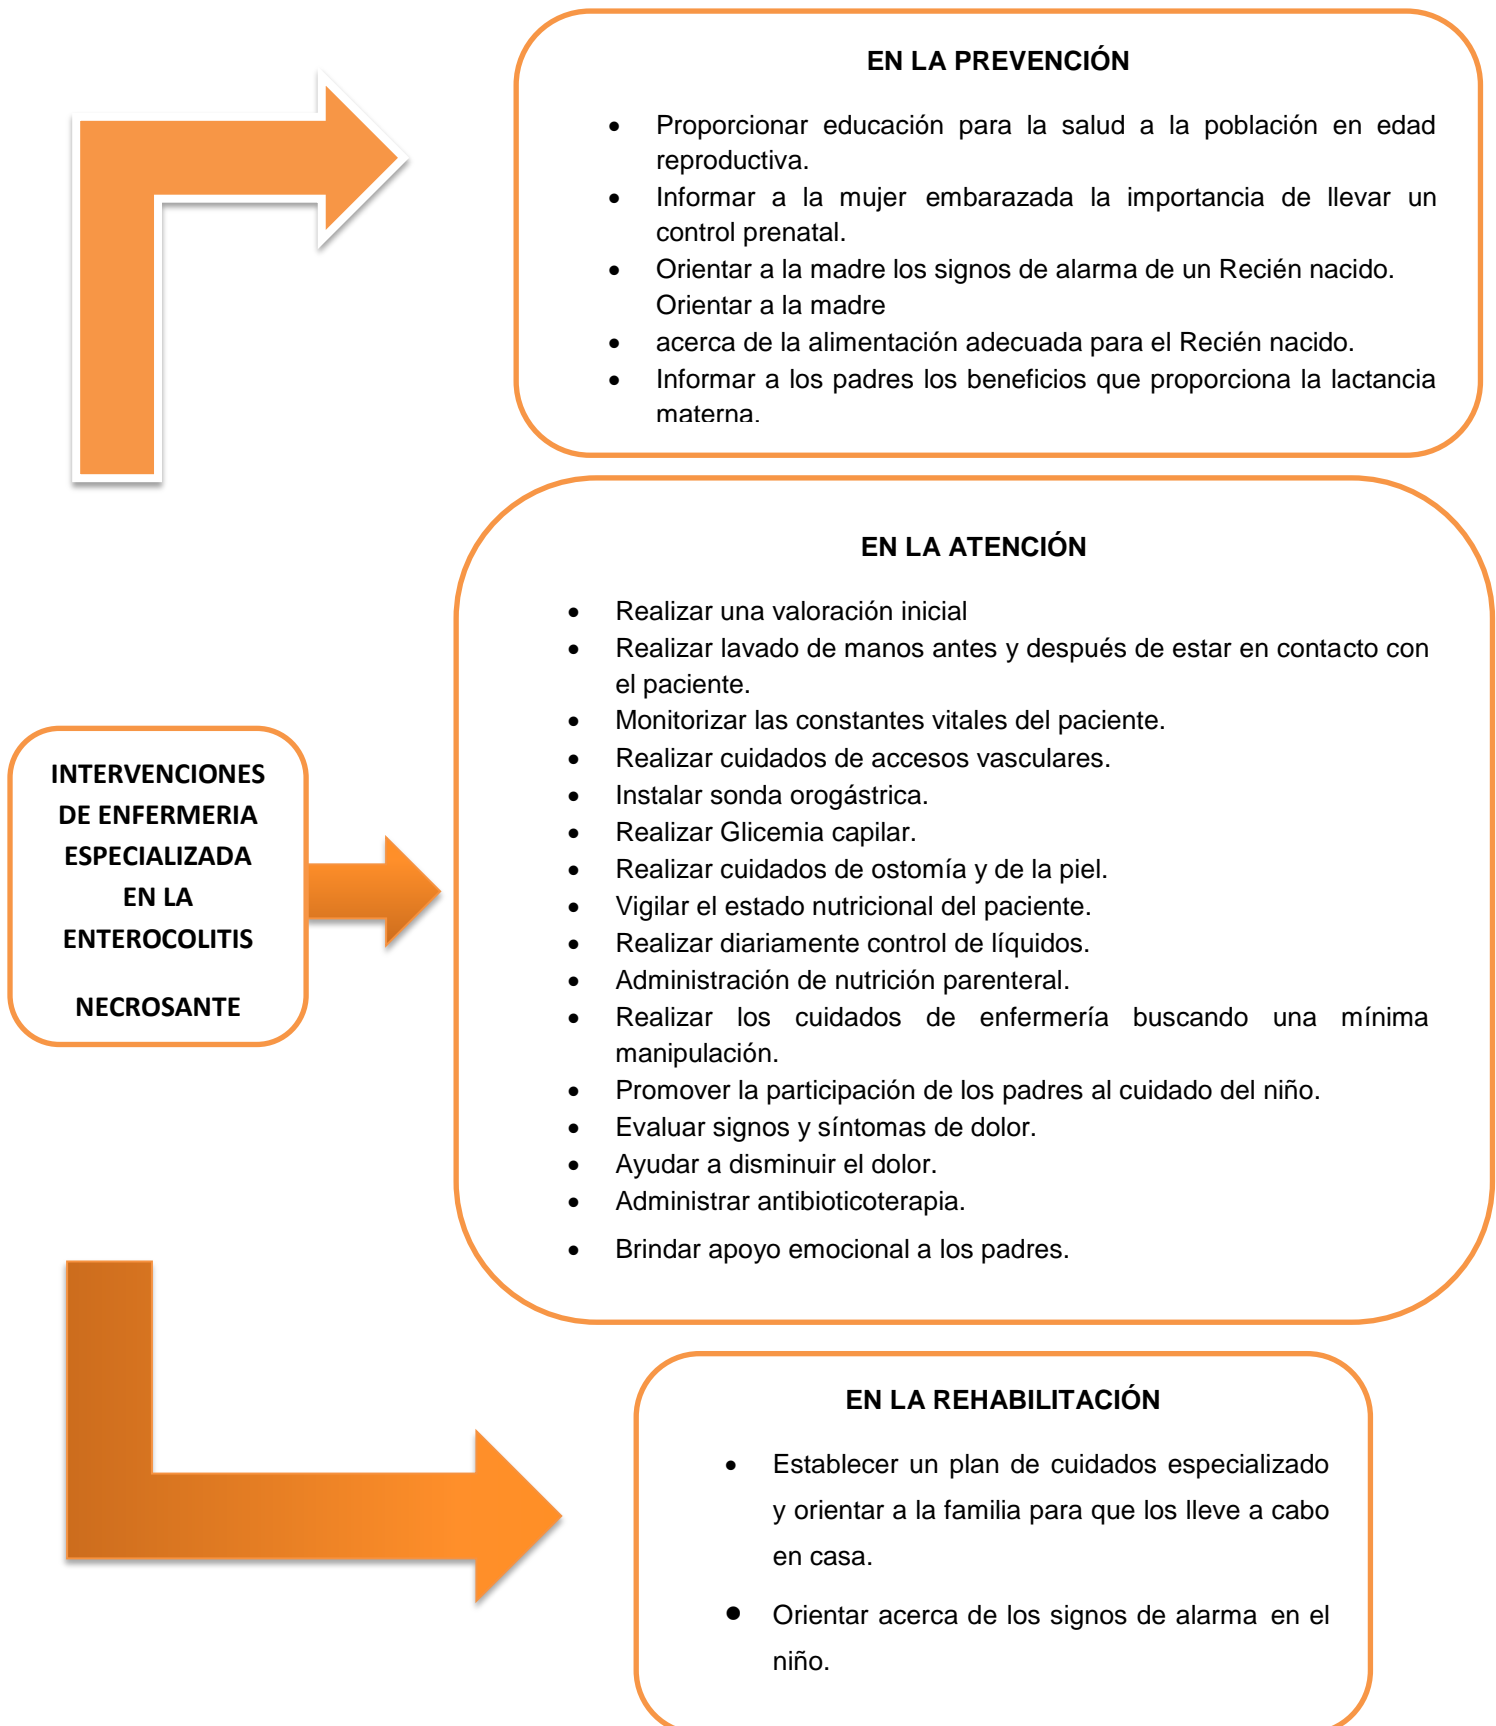 EN LA PREVENCIÓN
• Proporcionar educación para la salud a la población en edad
reproductiva.
• Informar a la mujer embarazada la importancia de llevar un
control prenatal.
• Orientar a la madre los signos de alarma de un Recién nacido.
Orientar a la madre
• acerca de la alimentación adecuada para el Recién nacido.
• Informar a los padres los beneficios que proporciona la lactancia
materna.
INTERVENCIONES
DE ENFERMERIA
ESPECIALIZADA
EN LA
ENTEROCOLITIS
NECROSANTE
EN LA ATENCIÓN
• Realizar una valoración inicial
• Realizar lavado de manos antes y después de estar en contacto con
el paciente.
• Monitorizar las constantes vitales del paciente.
• Realizar cuidados de accesos vasculares.
• Instalar sonda orogástrica.
• Realizar Glicemia capilar.
• Realizar cuidados de ostomía y de la piel.
• Vigilar el estado nutricional del paciente.
• Realizar diariamente control de líquidos.
• Administración de nutrición parenteral.
• Realizar los cuidados de enfermería buscando una mínima
manipulación.
• Promover la participación de los padres al cuidado del niño.
• Evaluar signos y síntomas de dolor.
• Ayudar a disminuir el dolor.
• Administrar antibioticoterapia.
• Brindar apoyo emocional a los padres.
EN LA REHABILITACIÓN
• Establecer un plan de cuidados especializado
y orientar a la familia para que los lleve a cabo
en casa.
• Orientar acerca de los signos de alarma en el
niño.